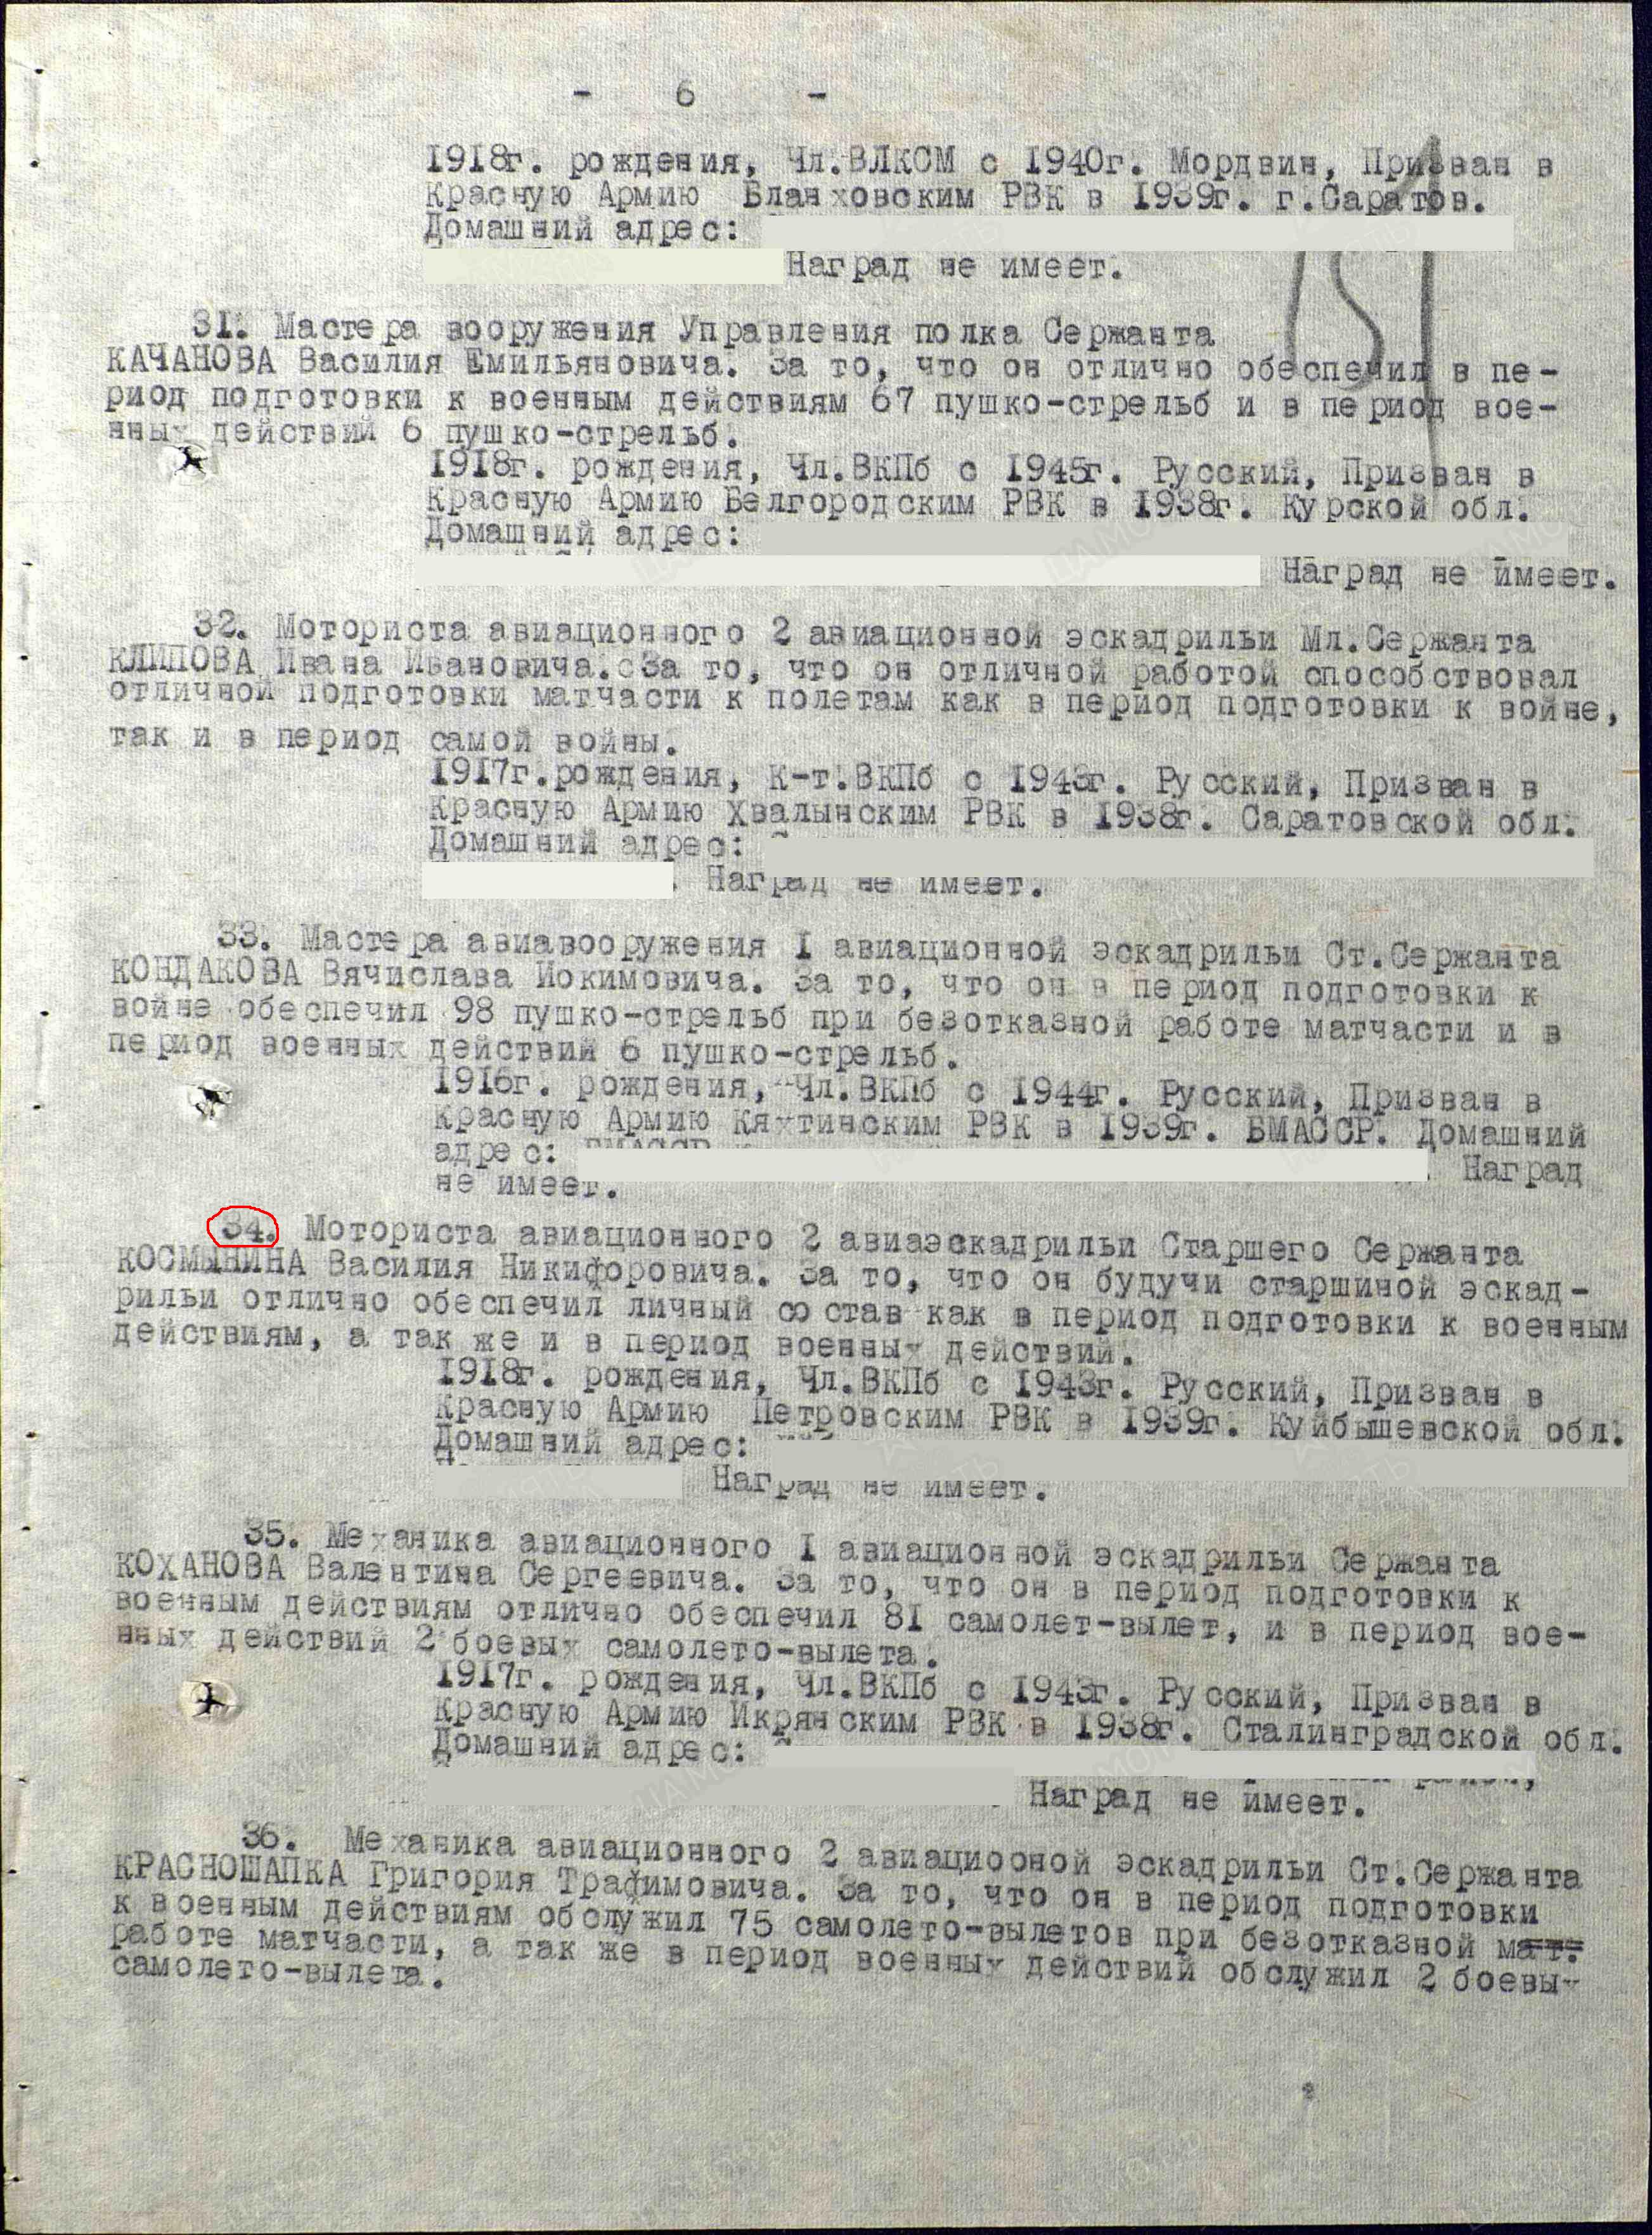 - 6 -
1918г. рождения, Чл.ВЛКСМ с 1940г. Мордвин, Призван в
Красную Армию Бланховским РВК в 1939г. г.Саратов.
Домашний адрес:
Наград не имеет.
31. Мастера вооружения Управления полка Сержанта
КАЧАНОВА Василия Емильяновича. За то, что он отлично обеспечил в пе-
риод подготовки к военным действиям 67 пушко-стрельб и в период вое-
нных действий 6 пушко-стрельб.
1918г. рождения, Чл.ВКПб с 1945г. Русский, Призван в
Красную Армию Белгородским РВК в 1938г. Курской обл.
Домашний адрес:
Наград не имеет.
32. Моториста авиационного 2 авиационной эскадрильи Мл.Сержанта
КЛИПОВА Ивана Ивановича.сЗа то, что он отличной работой способствовал
отличной подготовки матчасти к полетам как в период подготовки к войне,
так и в период самой войны.
1917г.рождения, К-т.ВКПб с 1943г. Русский, Призван в
Красную Армию Хвалынским РВК в 1938г. Саратовской обл.
Домашний адрес:
. Наград не имеет.
33. Мастера авиавооружения I авиационной эскадрильи Ст.Сержанта
КОНДАКОВА Вячислава Йокимовича. За то, что он в период подготовки к
войне обеспечил 98 пушко-стрельб при безотказной работе матчасти и в
период военных действий 6 пушко-стрельб.
1916г. рождения, Чл.ВКПб с 1944г. Русский, Призван в
Красную Армию Кяхтинским РВК в 1939г. БМАССР. Домашний
адрес: . Наград
не имеет.
34. Моториста авиационного 2 авиаэскадрильи Старшего Сержанта
КОСМЫНИНА Василия Никифоровича. За то, что он будучи старшиной эскад-
рильи отлично обеспечил личный состав как в период подготовки к военным
действиям, а так же и в период военных действий.
1918г. рождения, Чл.ВКПб с 1943г. Русский, Призван в
Красную Армию Петровским РВК в 1939г. Куйбышевской обл.
Домашний адрес:
Наград не имеет.
35. Механика авиационного I авиационной эскадрильи Сержанта
КОХАНОВА Валентина Сергеевича. За то, что он в период подготовки к
военным действиям отлично обеспечил 81 самолет-вылет, и в период вое-
нных действий 2 боевых самолето-вылета.
1917г. рождения, Чл.ВКПб с 1943г. Русский, Призван в
Красную Армию Икрянским РВК в 1938г. Сталинградской обл.
Домашний адрес:
. Наград не имеет.
36. Механика авиационного 2 авиациооной эскадрильи Ст.Сержанта
КРАСНОШАПКА Григория Трафимовича. За то, что он в период подготовки
к военным действиям обслужил 75 самолето-вылетов при безотказной мат.
работе матчасти, а так же в период военных действий обслужил 2 боевых
самолето-вылета.